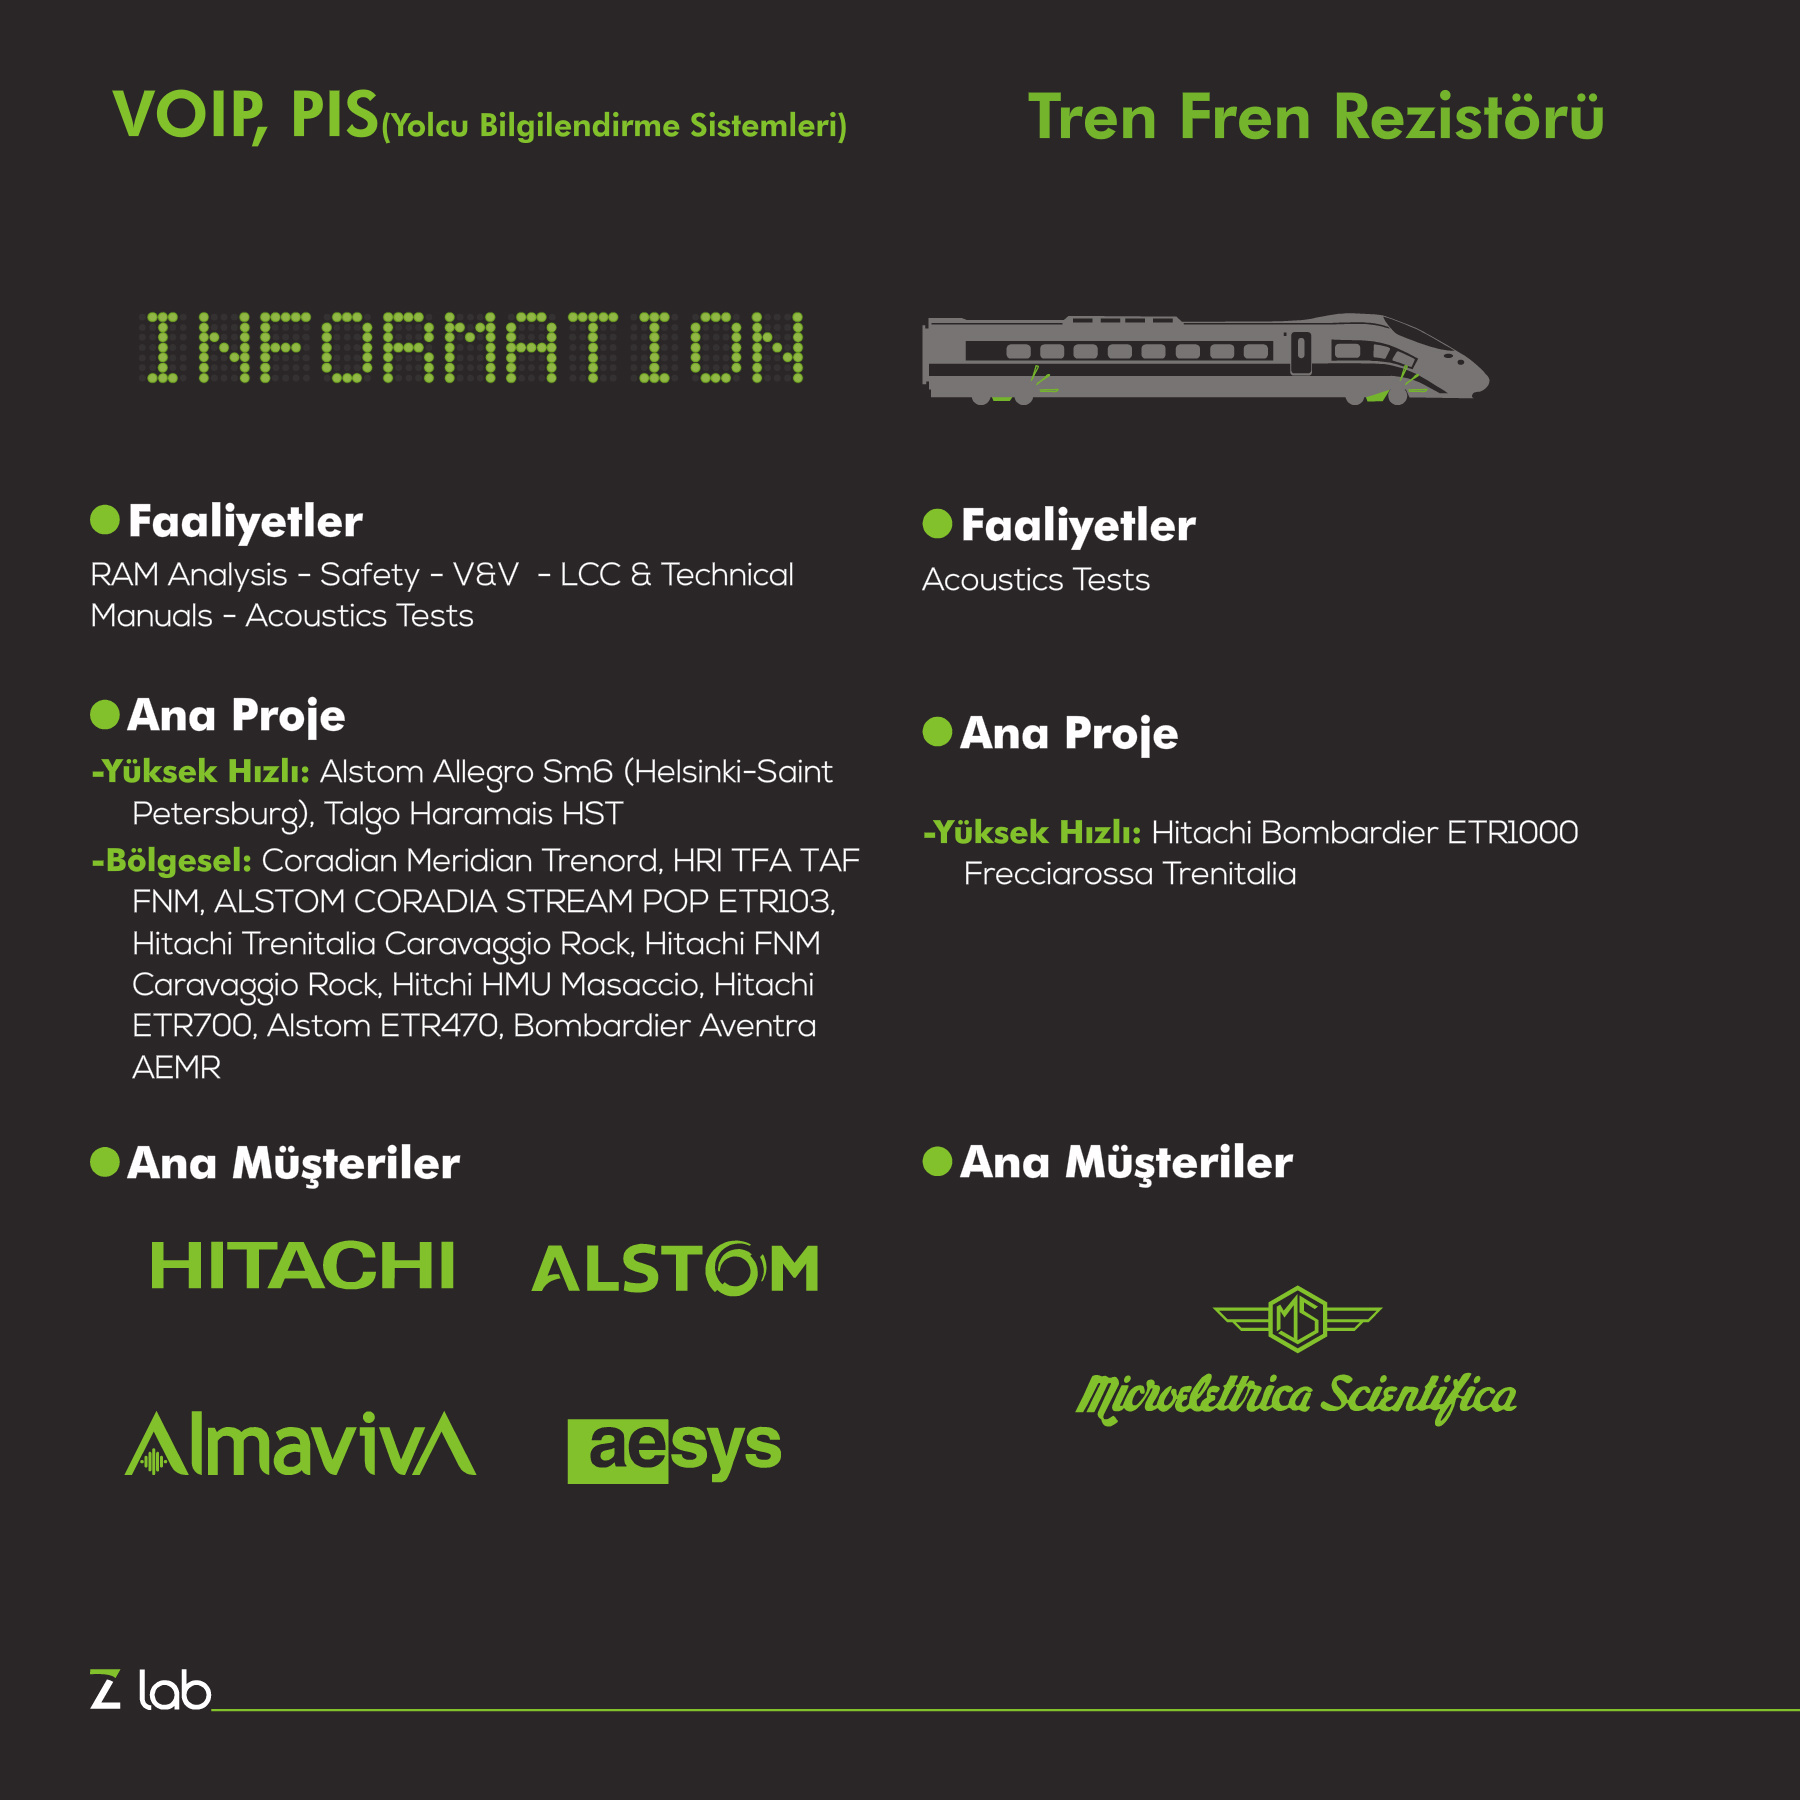 VOIP, PIS(Yolcu Bilgilendirme Sistemleri)
INFORMATION
Faaliyetler
RAM Analysis - Safety - V&V - LCC & Technical
Manuals - Acoustics Tests
Ana Proje
-Yüksek Hızlı: Alstom Allegro Sm6 (Helsinki-Saint
Petersburg), Talgo Haramais HST
-Bölgesel: Coradian Meridian Trenord, HRI TFA TAF
FNM, ALSTOM CORADIA STREAM POP ETR103,
Hitachi Trenitalia Caravaggio Rock, Hitachi FNM
Caravaggio Rock, Hitchi HMU Masaccio, Hitachi
ETR700, Alstom ETR470, Bombardier Aventra
AEMR
Ana Müşteriler
HITACHI
ALSTOM
AlmavivA
aesys
Tren Fren Rezistörü
Faaliyetler
Acoustics Tests
Ana Proje
-Yüksek Hızlı: Hitachi Bombardier ETR1000
Frecciarossa Trenitalia
Ana Müşteriler
MS
Microelettrica Scientifica
Z lab